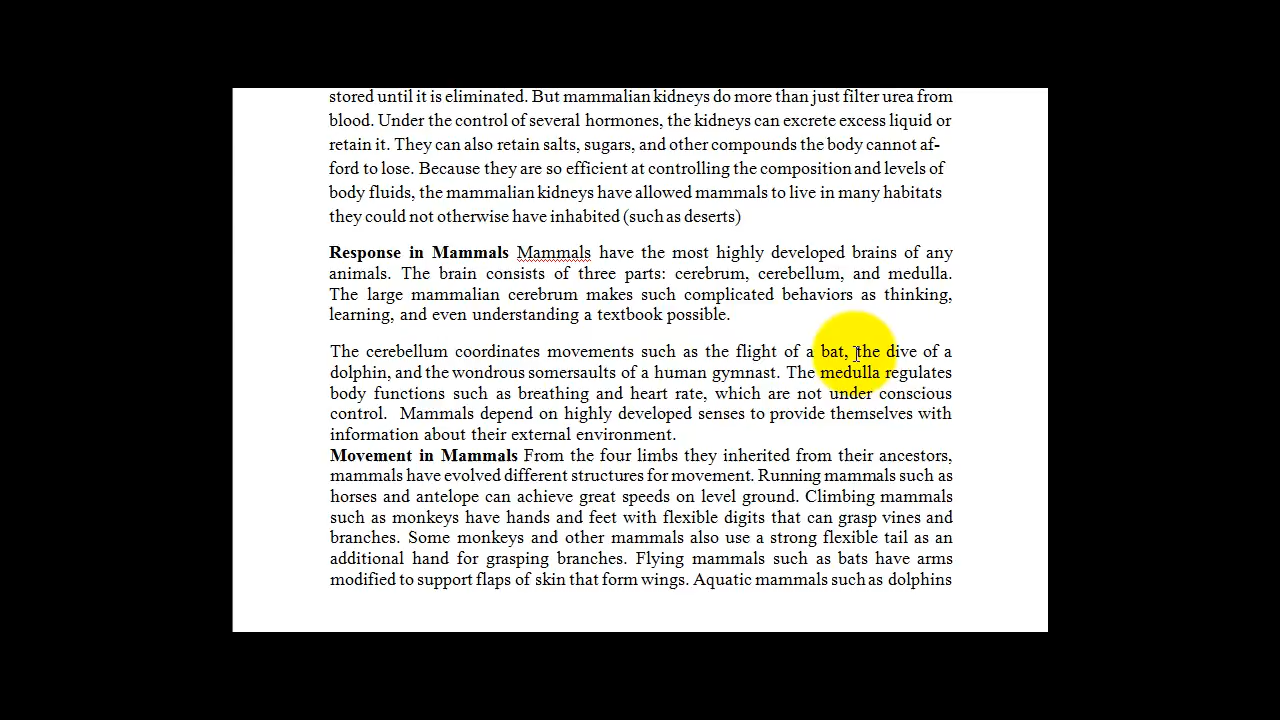 stored until it is eliminated. But mammalian kidneys do more than just filter urea from
blood. Under the control of several hormones, the kidneys can excrete excess liquid or
retain it. They can also retain salts, sugars, and other compounds the body cannot af-
ford to lose. Because they are so efficient at controlling the composition and levels of
body fluids, the mammalian kidneys have allowed mammals to live in many habitats
they could not otherwise have inhabited (such as deserts)
Response in Mammals Mammals have the most highly developed brains of any
animals. The brain consists of three parts: cerebrum, cerebellum, and medulla.
The large mammalian cerebrum makes such complicated behaviors as thinking,
learning, and even understanding a textbook possible.
The cerebellum coordinates movements such as the flight of a bat, the dive of a
dolphin, and the wondrous somersaults of a human gymnast. The medulla regulates
body functions such as breathing and heart rate, which are not under conscious
control. Mammals depend on highly developed senses to provide themselves with
information about their external environment.
Movement in Mammals From the four limbs they inherited from their ancestors,
mammals have evolved different structures for movement. Running mammals such as
horses and antelope can achieve great speeds on level ground. Climbing mammals
such as monkeys have hands and feet with flexible digits that can grasp vines and
branches. Some monkeys and other mammals also use a strong flexible tail as an
additional hand for grasping branches. Flying mammals such as bats have arms
modified to support flaps of skin that form wings. Aquatic mammals such as dolphins